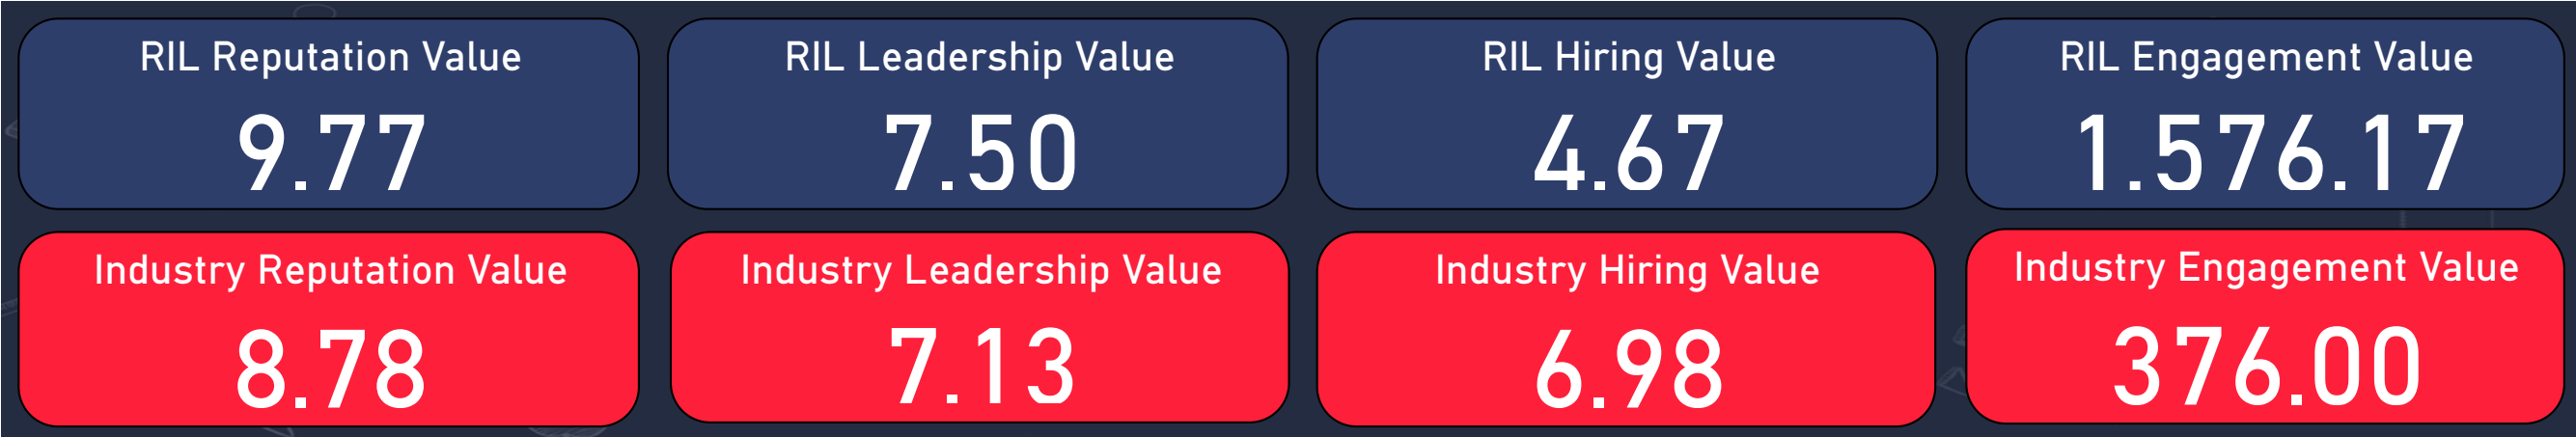 RIL Reputation Value
9.77
RIL Leadership Value
7.50
RIL Hiring Value
4.67
RIL Engagement Value
1.576.17
Industry Reputation Value
8.78
Industry Leadership Value
7.13
Industry Hiring Value
6.98
Industry Engagement Value
376.00